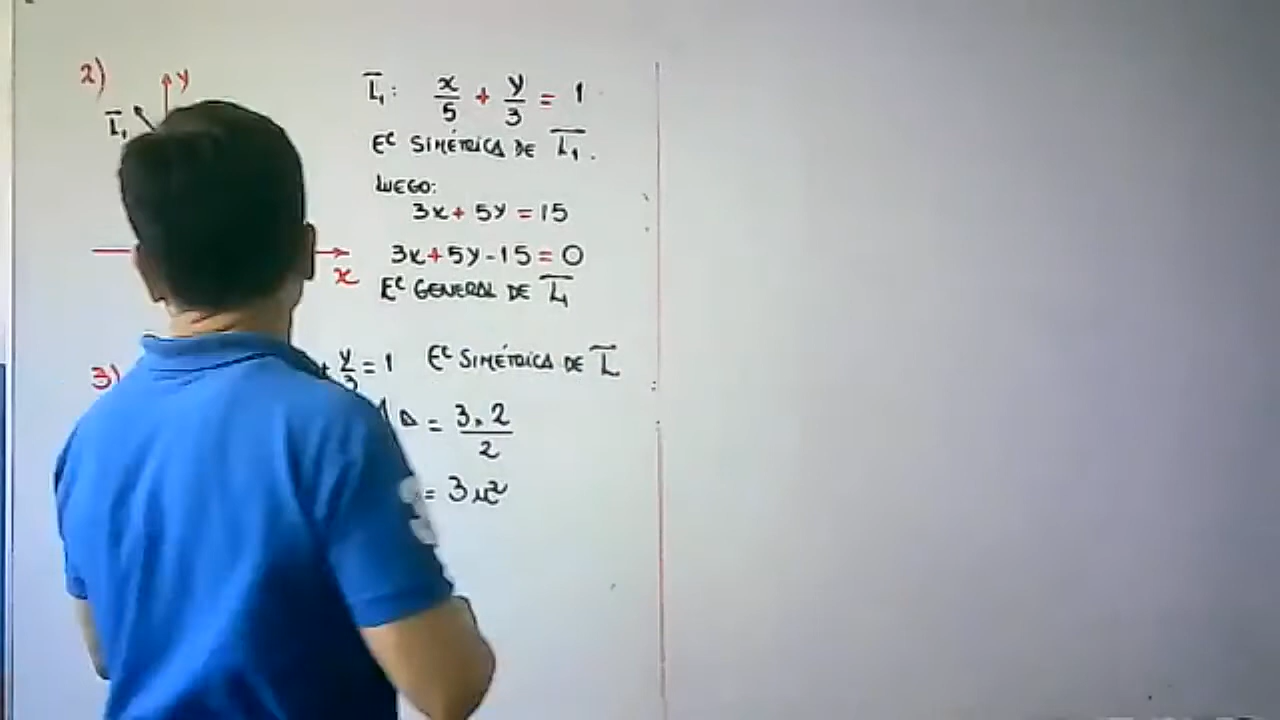 2)
y
L₁
x
L₁: x/5 + y/3 = 1
Eᶜ SIMÉTRICA DE L₁.
LUEGO:
3x + 5y = 15
3x + 5y - 15 = 0
Eᶜ GENERAL DE L₁
3)
+ y/3 = 1 Eᶜ SIMÉTRICA DE L
Δ = 3.2/2
= 3u²